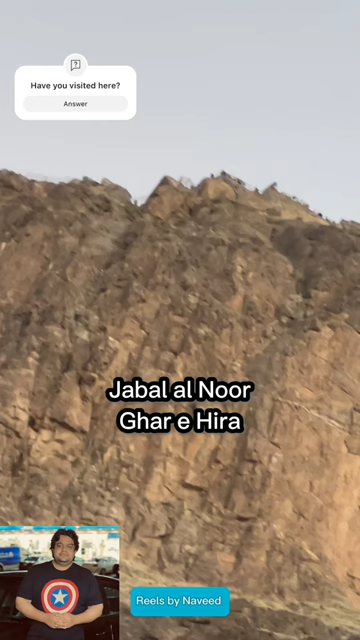 Have you visited here?
Answer
Jabal al Noor
Ghar e Hira
Reels by Naveed